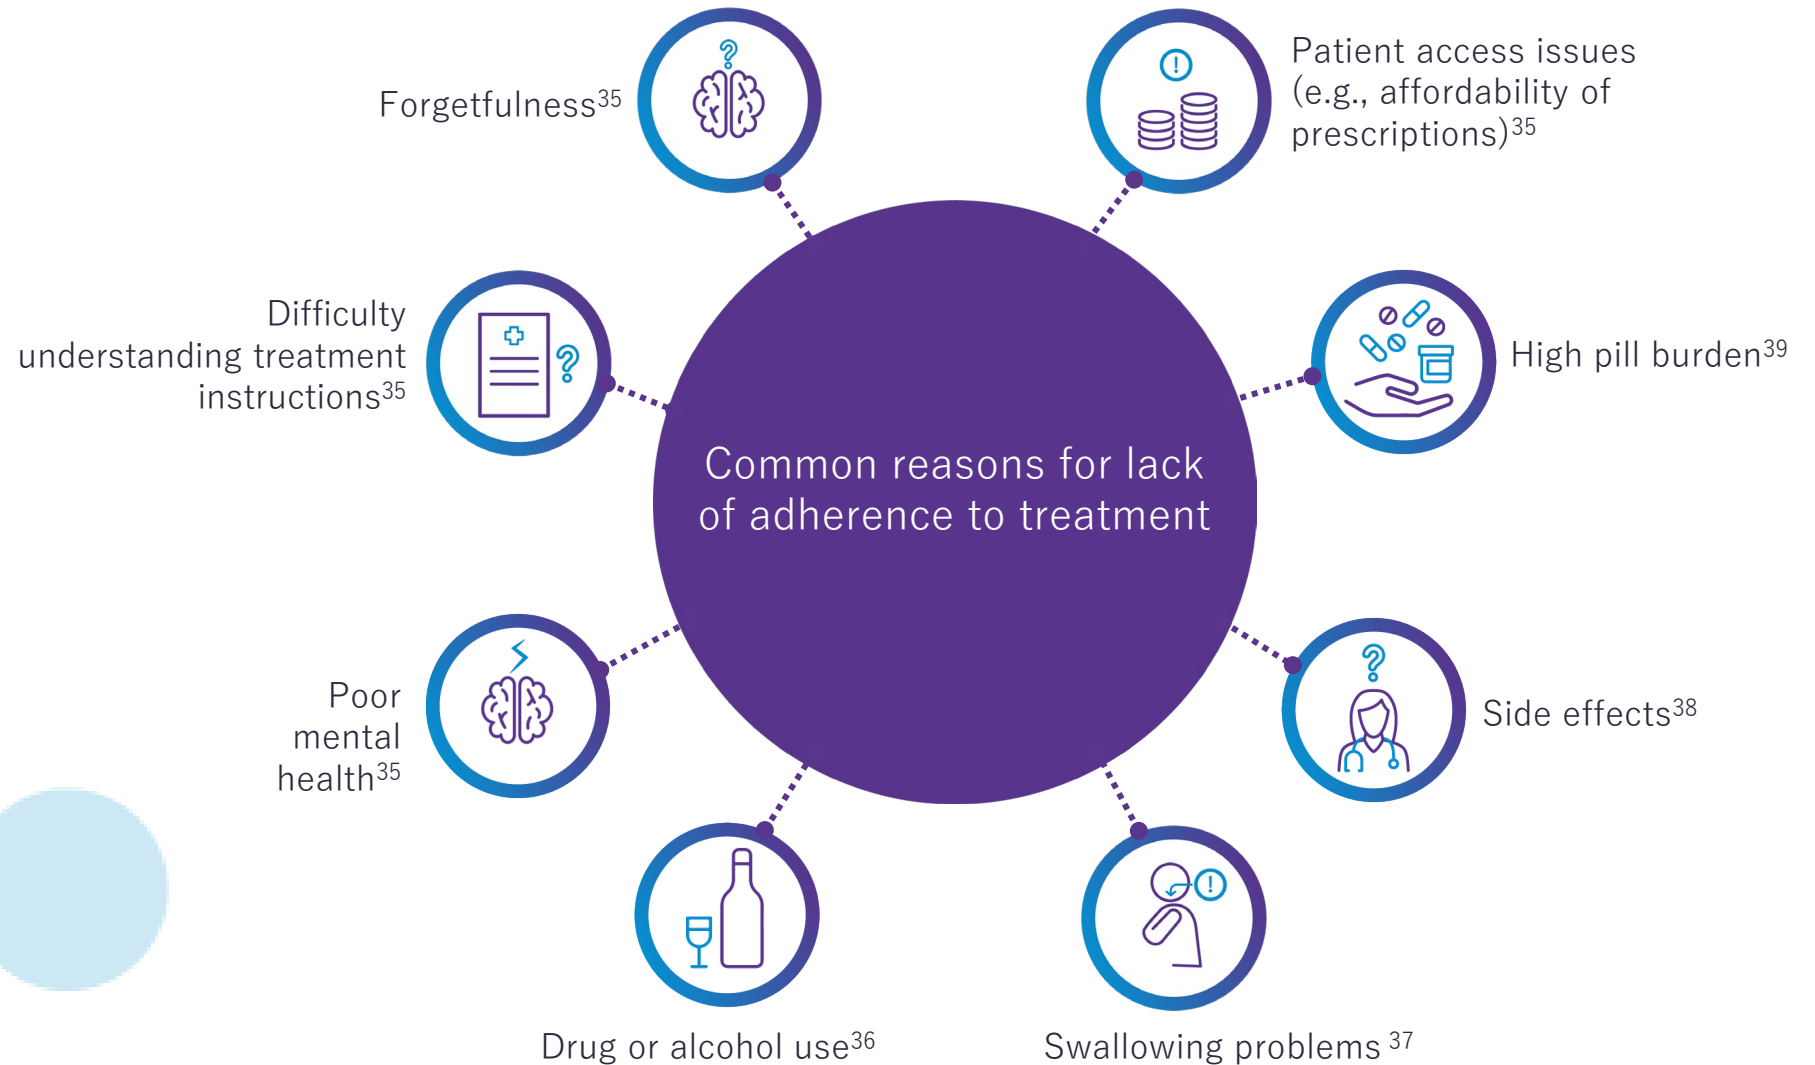 Forgetfulness³⁵
Patient access issues
(e.g., affordability of
prescriptions)³⁵
Difficulty
understanding treatment
instructions³⁵
High pill burden³⁹
Common reasons for lack
of adherence to treatment
Poor
mental
health³⁵
Side effects³⁸
Drug or alcohol use³⁶
Swallowing problems ³⁷